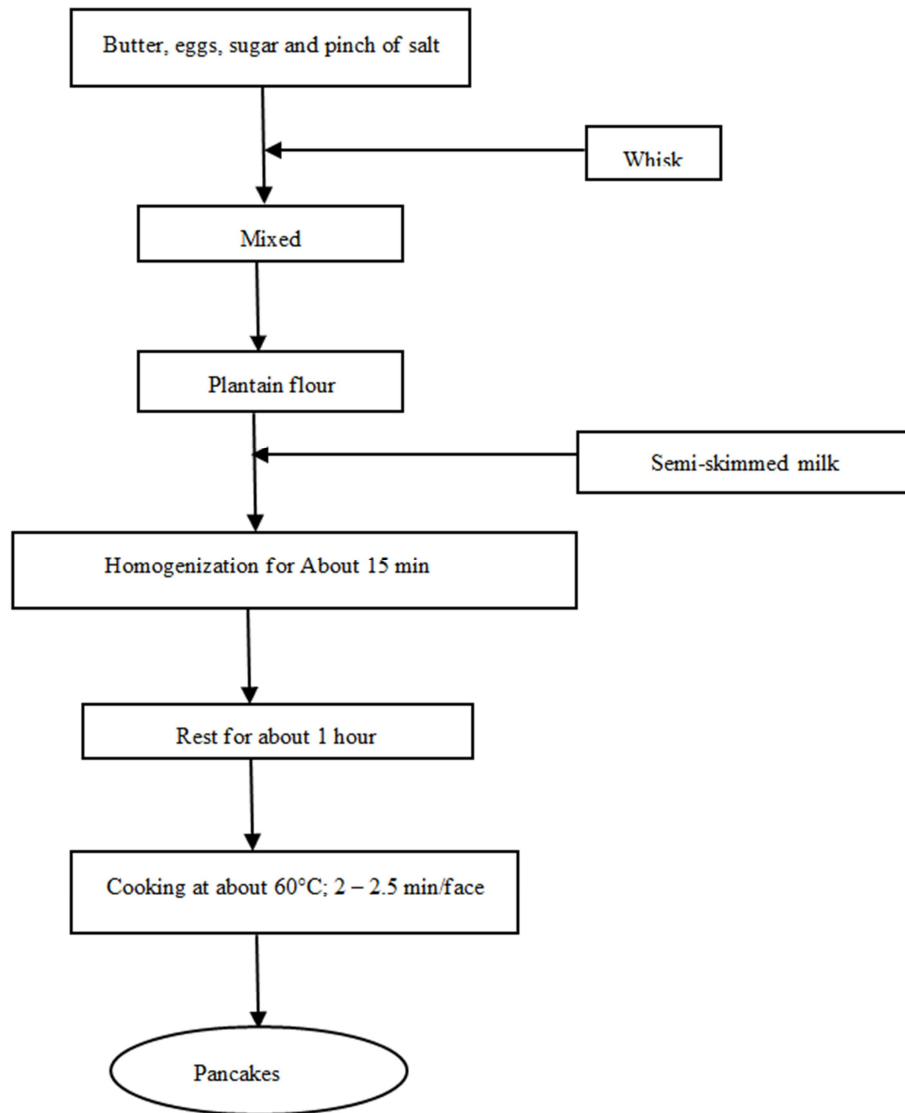 Butter, eggs, sugar and pinch of salt
Whisk
Mixed
Plantain flour
Semi-skimmed milk
Homogenization for About 15 min
Rest for about 1 hour
Cooking at about 60°C; 2 – 2.5 min/face
Pancakes